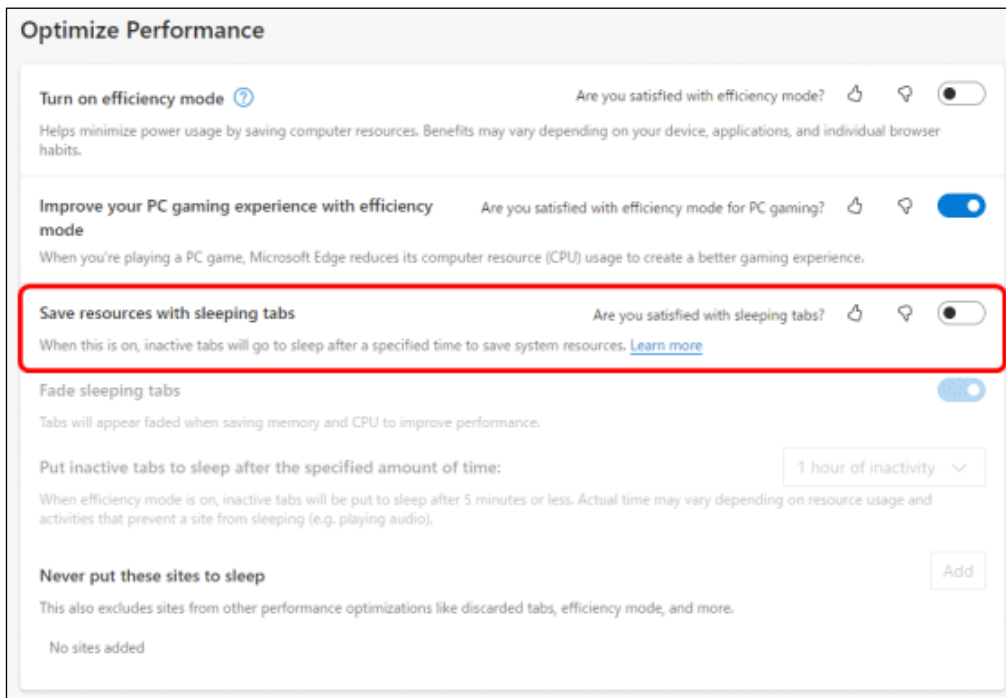 Optimize Performance
Turn on efficiency mode
Are you satisfied with efficiency mode?
Helps minimize power usage by saving computer resources. Benefits may vary depending on your device, applications, and individual browser
habits.
Improve your PC gaming experience with efficiency
mode
Are you satisfied with efficiency mode for PC gaming?
When you're playing a PC game, Microsoft Edge reduces its computer resource (CPU) usage to create a better gaming experience.
Save resources with sleeping tabs
Are you satisfied with sleeping tabs?
When this is on, inactive tabs will go to sleep after a specified time to save system resources. Learn more
Fade sleeping tabs
Tabs will appear faded when saving memory and CPU to improve performance.
Put inactive tabs to sleep after the specified amount of time:
1 hour of inactivity
When efficiency mode is on, inactive tabs will be put to sleep after 5 minutes or less. Actual time may vary depending on resource usage and
activities that prevent a site from sleeping (e.g. playing audio).
Never put these sites to sleep
Add
This also excludes sites from other performance optimizations like discarded tabs, efficiency mode, and more.
No sites added